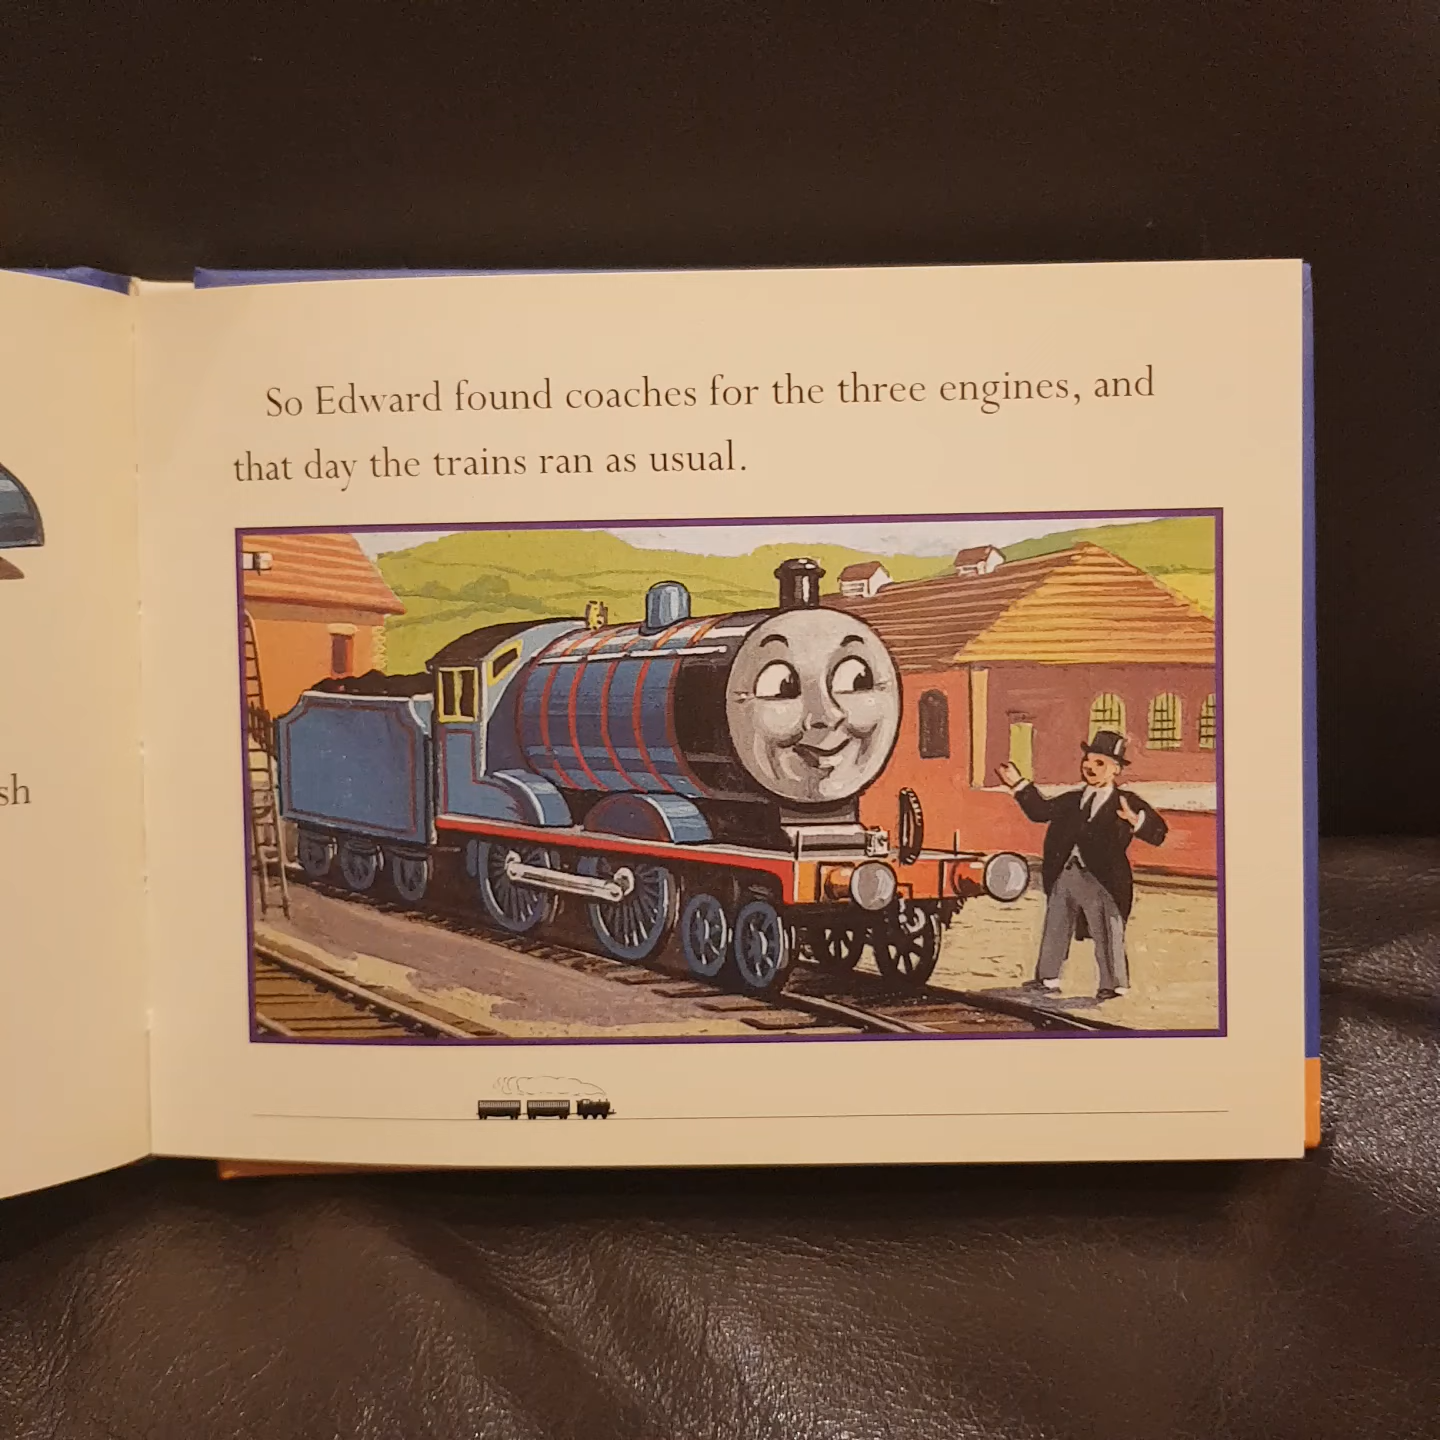 sh
So Edward found coaches for the three engines, and
that day the trains ran as usual.